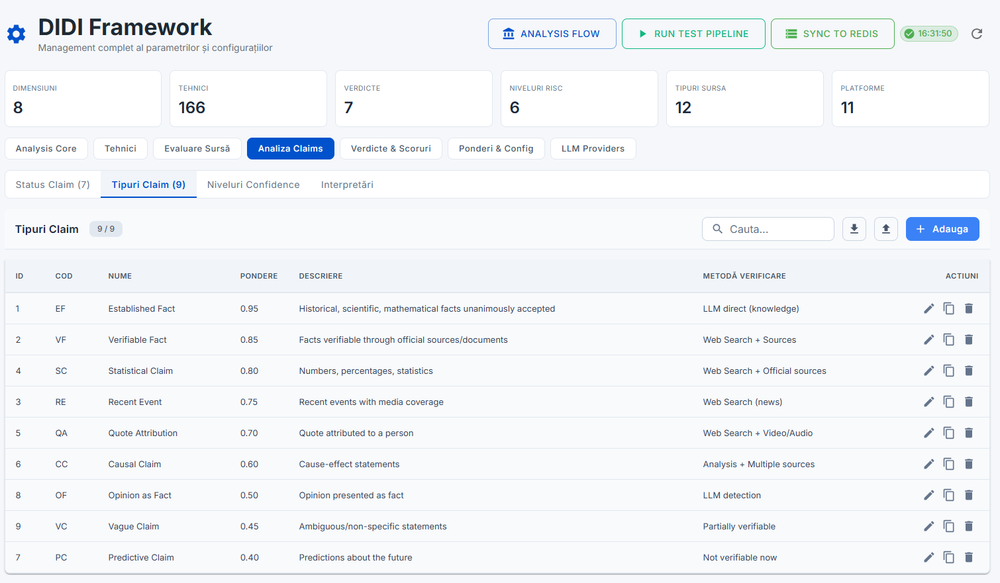 DIDI Framework
Management complet al parametrilor și configurațiilor
ANALYSIS FLOW
RUN TEST PIPELINE
SYNC TO REDIS
16:31:50
DIMENSIUNI
8
TEHNICI
166
VERDICTE
7
NIVELURI RISC
6
TIPURI SURSA
12
PLATFORME
11
Analysis Core
Tehnici
Evaluare Sursă
Analiza Claims
Verdicte & Scoruri
Ponderi & Config
LLM Providers
Status Claim (7)
Tipuri Claim (9)
Niveluri Confidence
Interpretări
Tipuri Claim
9 / 9
Cauta...
+ Adauga
ID COD NUME PONDERE DESCRIERE METODĂ VERIFICARE ACTIUNI
1 EF Established Fact 0.95 Historical, scientific, mathematical facts unanimously accepted LLM direct (knowledge)
2 VF Verifiable Fact 0.85 Facts verifiable through official sources/documents Web Search + Sources
4 SC Statistical Claim 0.80 Numbers, percentages, statistics Web Search + Official sources
3 RE Recent Event 0.75 Recent events with media coverage Web Search (news)
5 QA Quote Attribution 0.70 Quote attributed to a person Web Search + Video/Audio
6 CC Causal Claim 0.60 Cause-effect statements Analysis + Multiple sources
8 OF Opinion as Fact 0.50 Opinion presented as fact LLM detection
9 VC Vague Claim 0.45 Ambiguous/non-specific statements Partially verifiable
7 PC Predictive Claim 0.40 Predictions about the future Not verifiable now